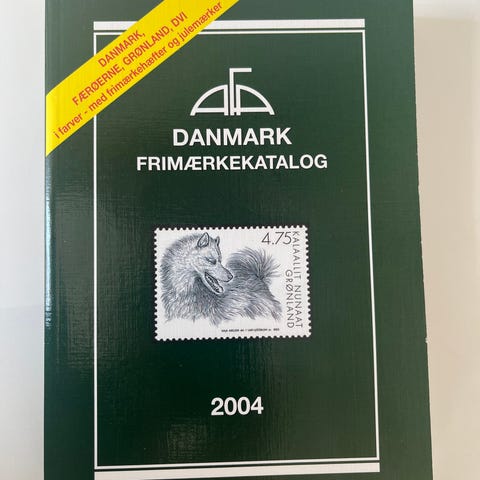 DANMARK,
FÆRØERNE, GRØNLAND, DVI
i farver - med frimærkehæfter og julemærker
AFA
DANMARK
FRIMÆRKEKATALOG
4.75
KALAALLIT NUNAAT
GRØNLAND
2004